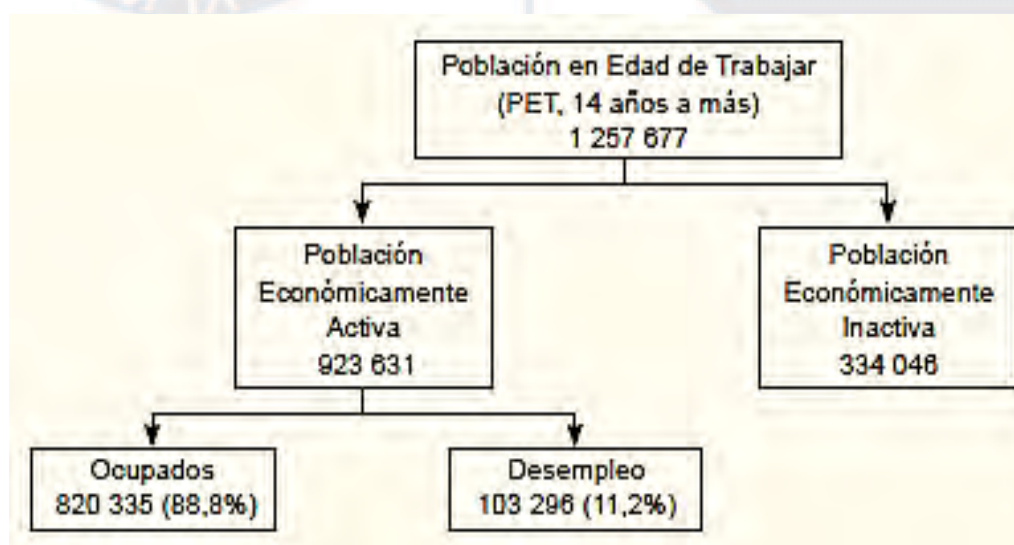 Población en Edad de Trabajar
(PET, 14 años a más)
1 257 677
Población
Económicamente
Activa
923 631
Población
Económicamente
Inactiva
334 046
Ocupados
820 335 (88,8%)
Desempleo
103 296 (11,2%)